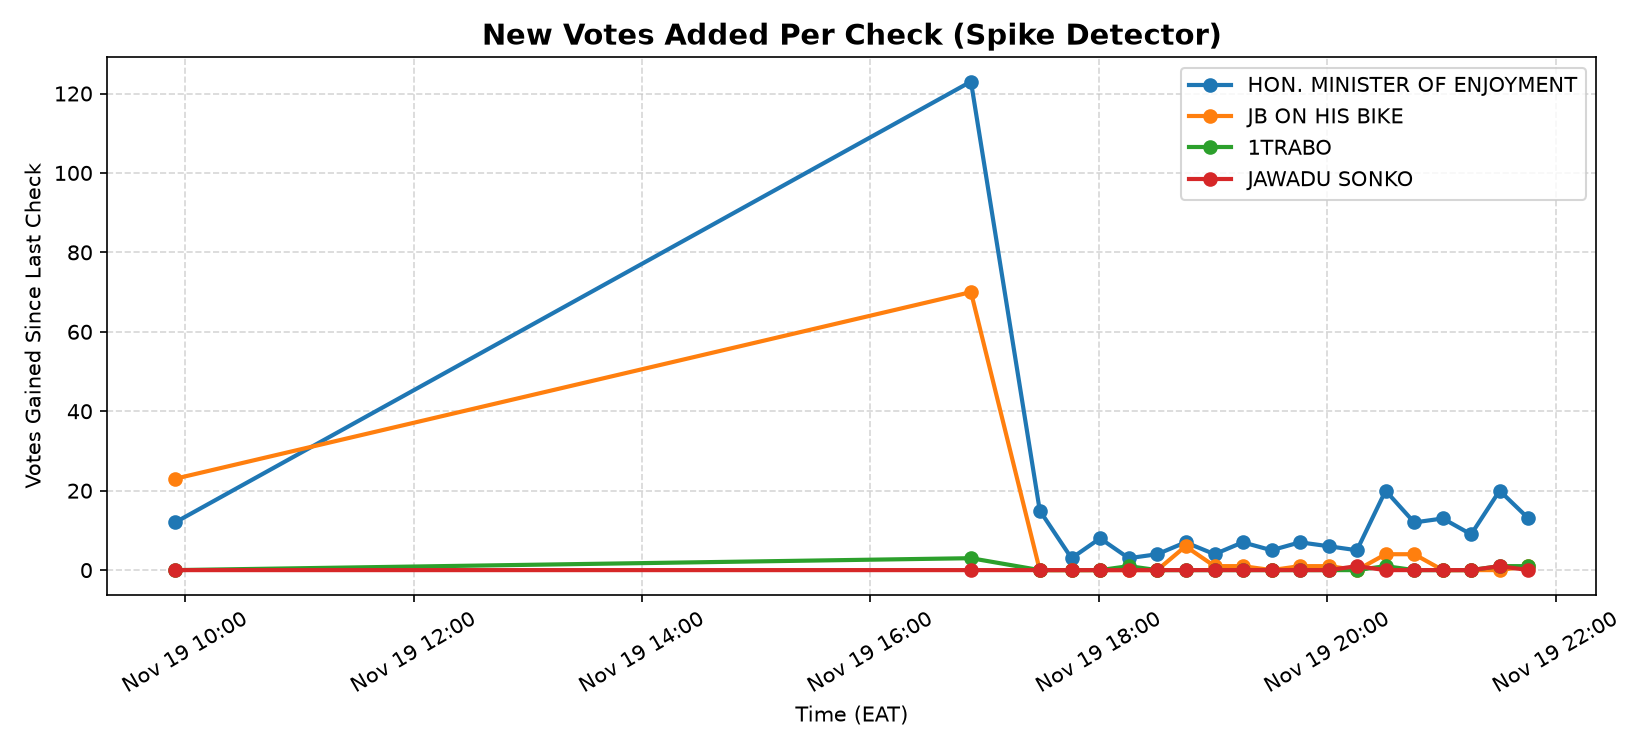 New Votes Added Per Check (Spike Detector)
HON. MINISTER OF ENJOYMENT
JB ON HIS BIKE
1TRABO
JAWADU SONKO
Votes Gained Since Last Check
120
100
80
60
40
20
0
Nov 19 10:00
Nov 19 12:00
Nov 19 14:00
Nov 19 16:00
Nov 19 18:00
Nov 19 20:00
Nov 19 22:00
Time (EAT)